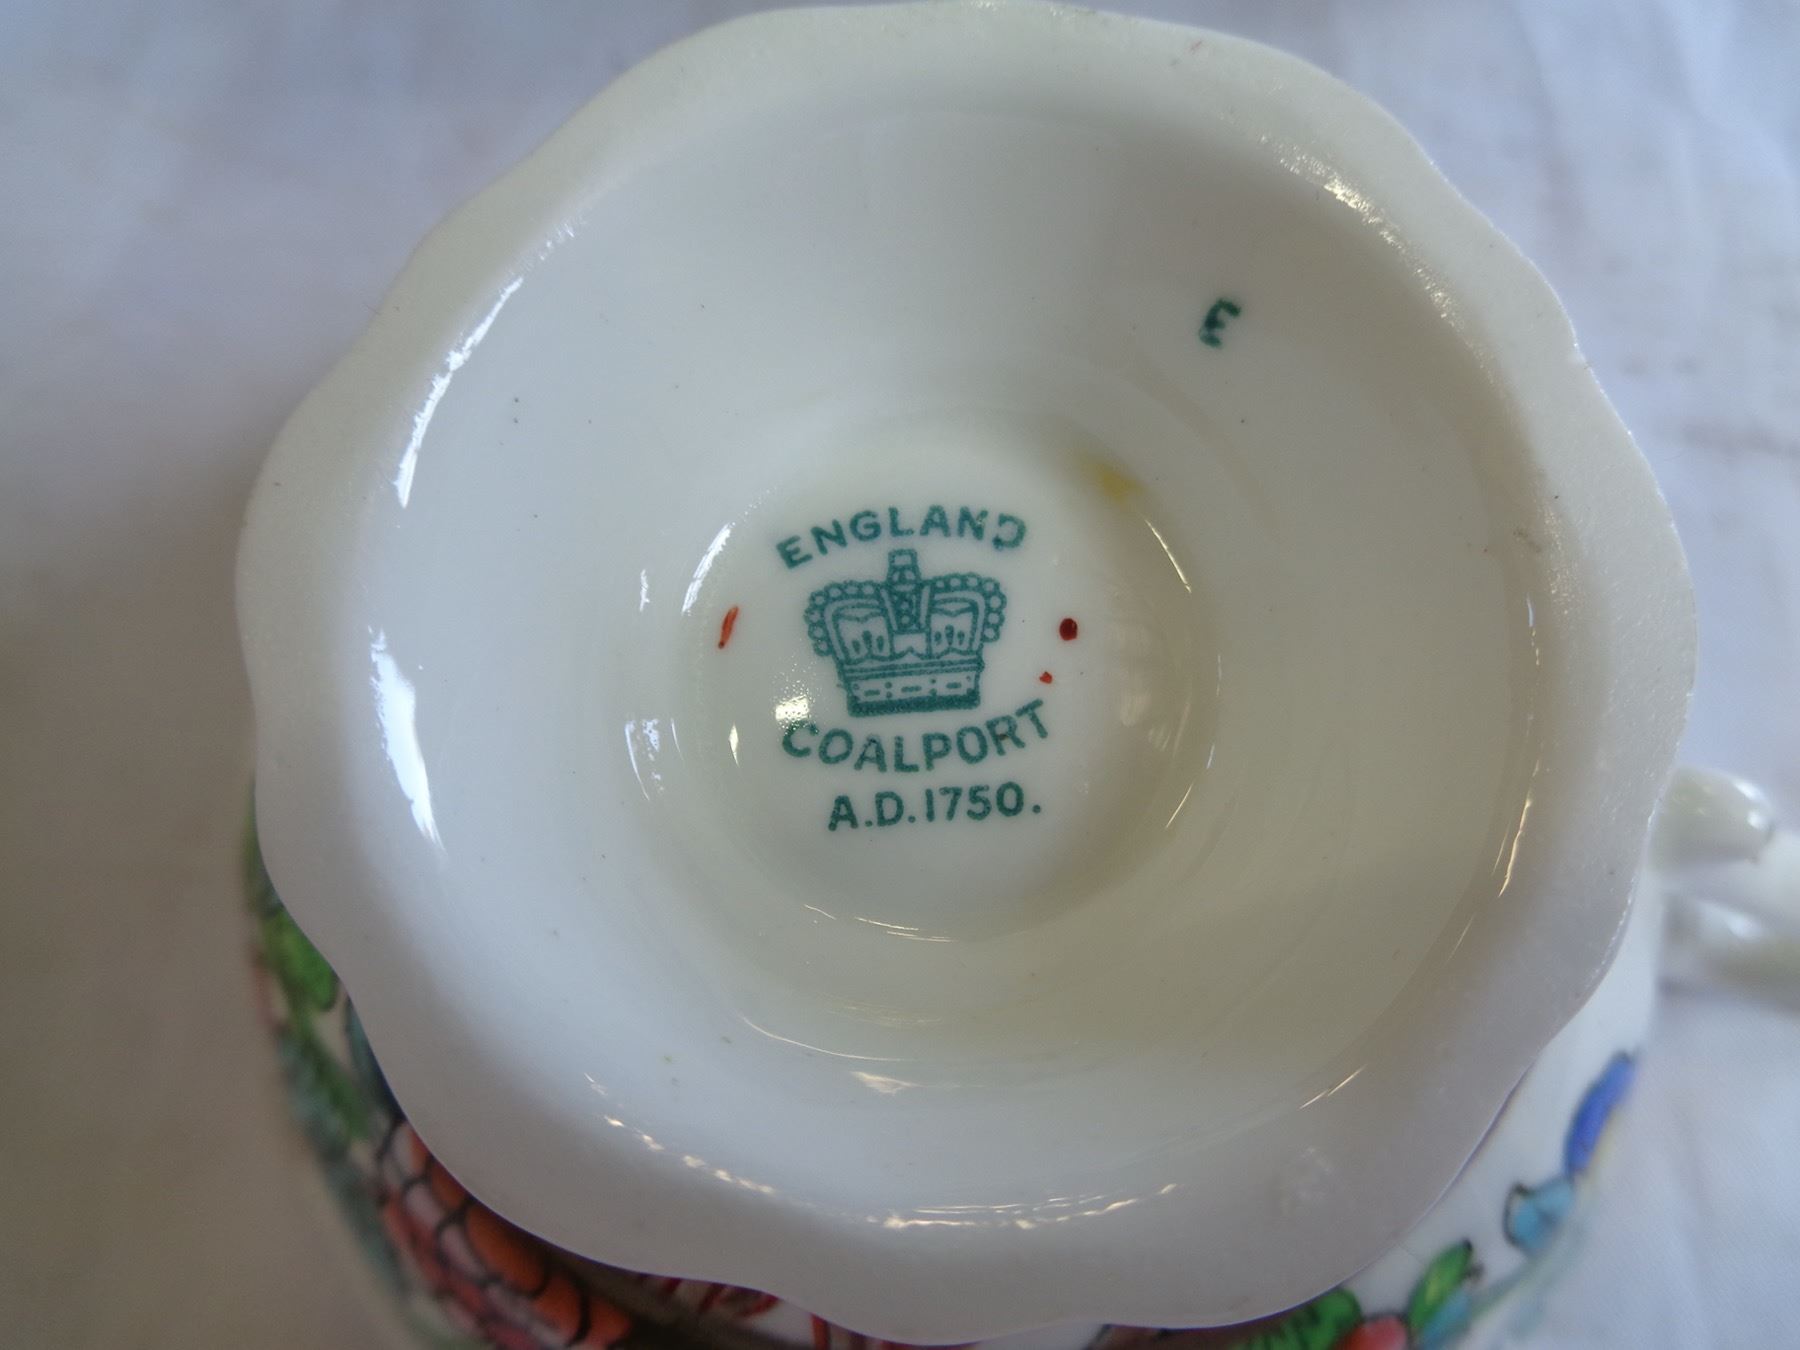 E
ENGLAND
COALPORT
A.D. 1750.